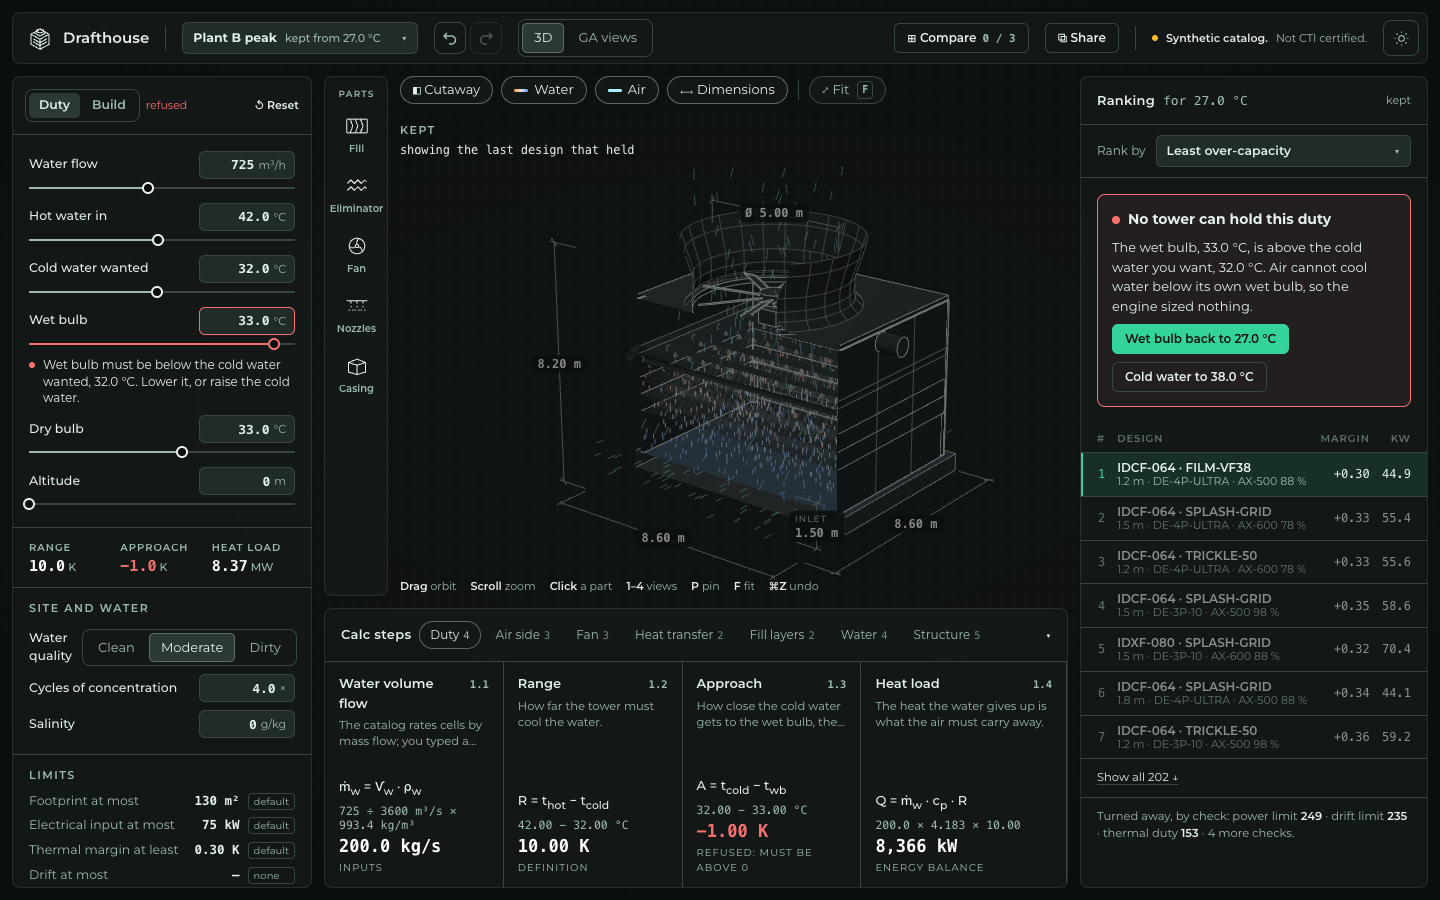 Drafthouse
Plant B peak kept from 27.0 °C
3D GA views
Compare 0 / 3
Share
Synthetic catalog. Not CTI certified.
Duty Build refused Reset
Water flow 725 m³/h
Hot water in 42.0 °C
Cold water wanted 32.0 °C
Wet bulb 33.0 °C
Wet bulb must be below the cold water
wanted, 32.0 °C. Lower it, or raise the cold
water.
Dry bulb 33.0 °C
Altitude 0 m
RANGE APPROACH HEAT LOAD
10.0 K −1.0 K 8.37 MW
SITE AND WATER
Water
quality
Clean Moderate Dirty
Cycles of concentration 4.0 ×
Salinity 0 g/kg
LIMITS
Footprint at most 130 m² default
Electrical input at most 75 kW default
Thermal margin at least 0.30 K default
Drift at most — none
PARTS
Fill
Eliminator
Fan
Nozzles
Casing
Cutaway Water Air Dimensions Fit F
KEPT
showing the last design that held
Ø 5.00 m
8.20 m
INLET
1.50 m
8.60 m
8.60 m
Drag orbit Scroll zoom Click a part 1–4 views P pin F fit ⌘Z undo
Calc steps Duty 4 Air side 3 Fan 3 Heat transfer 2 Fill layers 2 Water 4 Structure 5
Water volume
flow
1.1
The catalog rates cells by
mass flow; you typed a…
ṁw = V̇w · ρw
725 ÷ 3600 m³/s ×
993.4 kg/m³
200.0 kg/s
INPUTS
Range 1.2
How far the tower must
cool the water.
R = thot − tcold
42.00 − 32.00 °C
10.00 K
DEFINITION
Approach 1.3
How close the cold water
gets to the wet bulb, the…
A = tcold − twb
32.00 − 33.00 °C
−1.00 K
REFUSED: MUST BE
ABOVE 0
Heat load 1.4
The heat the water gives up is
what the air must carry away.
Q = ṁw · cp · R
200.0 × 4.183 × 10.00
8,366 kW
ENERGY BALANCE
Ranking for 27.0 °C kept
Rank by Least over-capacity
No tower can hold this duty
The wet bulb, 33.0 °C, is above the cold
water you want, 32.0 °C. Air cannot cool
water below its own wet bulb, so the
engine sized nothing.
Wet bulb back to 27.0 °C
Cold water to 38.0 °C
# DESIGN MARGIN KW
1 IDCF-064 · FILM-VF38 +0.30 44.9
1.2 m · DE-4P-ULTRA · AX-500 88 %
2 IDCF-064 · SPLASH-GRID +0.33 55.4
1.5 m · DE-4P-ULTRA · AX-600 78 %
3 IDCF-064 · TRICKLE-50 +0.33 55.6
1.2 m · DE-4P-ULTRA · AX-600 78 %
4 IDCF-064 · SPLASH-GRID +0.35 58.6
1.5 m · DE-3P-10 · AX-500 98 %
5 IDXF-080 · SPLASH-GRID +0.32 70.4
1.5 m · DE-3P-10 · AX-600 88 %
6 IDCF-064 · SPLASH-GRID +0.34 44.1
1.8 m · DE-4P-ULTRA · AX-500 88 %
7 IDCF-064 · TRICKLE-50 +0.36 59.2
1.2 m · DE-3P-10 · AX-500 98 %
Show all 202 ↓
Turned away, by check: power limit 249 · drift limit 235
· thermal duty 153 · 4 more checks.